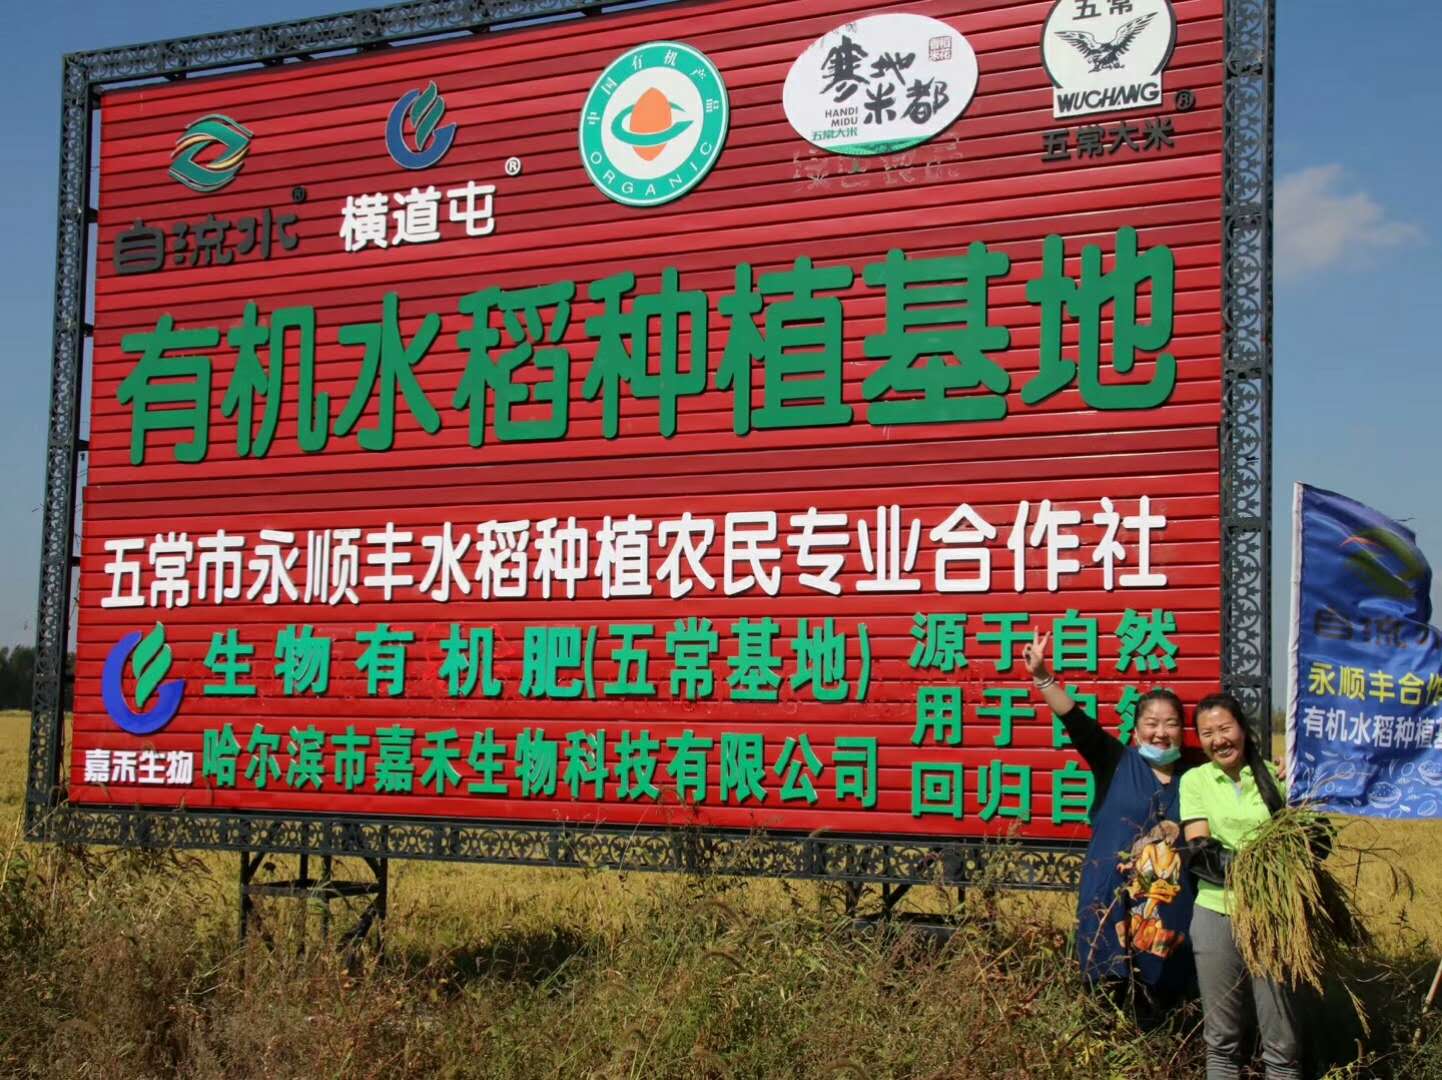 自流水®
横道屯®
中国有机产品
ORGANIC
寒地米都
HANDI
MIDU
五常大米
五常
WUCHANG®
五常大米
有机水稻种植基地
五常市永顺丰水稻种植农民专业合作社
生物有机肥(五常基地)
哈尔滨市嘉禾生物科技有限公司
嘉禾生物
源于自然
用于自然
回归自
自流水
永顺丰合作
有机水稻种植基